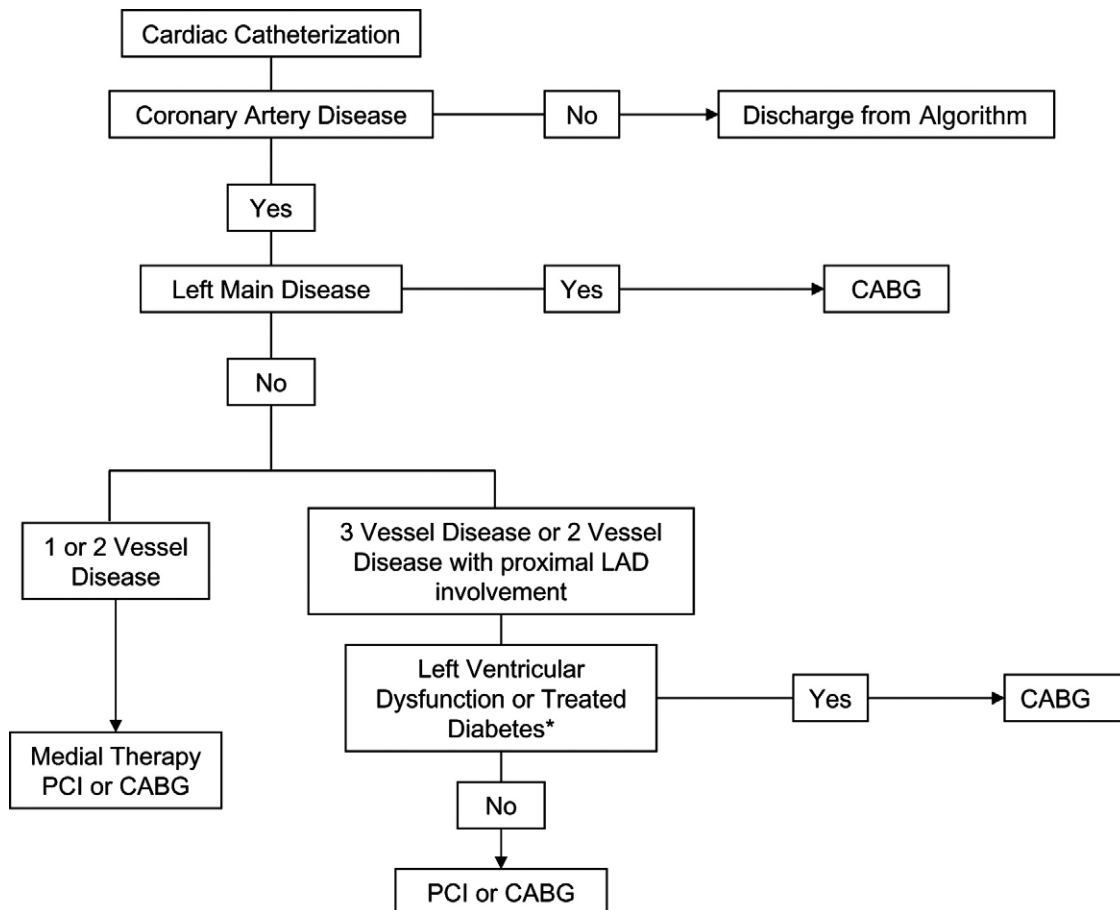 Cardiac Catheterization
Coronary Artery Disease
No
Discharge from Algorithm
Yes
Left Main Disease
Yes
CABG
No
1 or 2 Vessel
Disease
3 Vessel Disease or 2 Vessel
Disease with proximal LAD
involvement
Left Ventricular
Dysfunction or Treated
Diabetes*
Yes
CABG
Medial Therapy
PCI or CABG
No
PCI or CABG